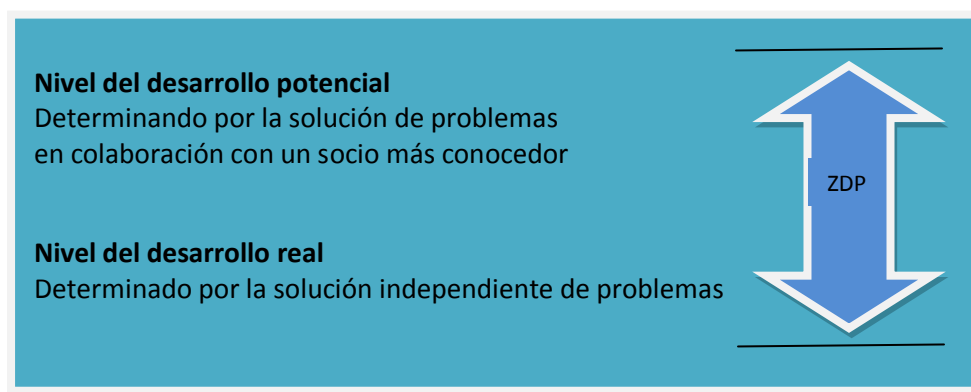 Nivel del desarrollo potencial
Determinando por la solución de problemas
en colaboración con un socio más conocedor
ZDP
Nivel del desarrollo real
Determinado por la solución independiente de problemas